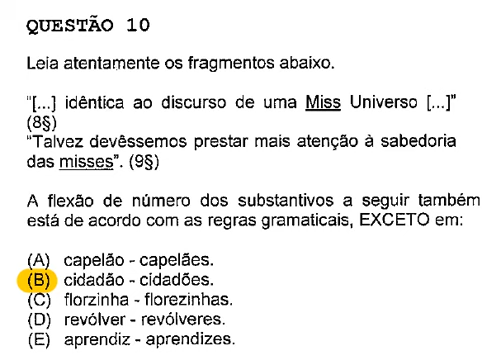 QUESTÃO 10
Leia atentamente os fragmentos abaixo.
"[...] idêntica ao discurso de uma Miss Universo [...]"
(8§)
"Talvez devêssemos prestar mais atenção à sabedoria
das misses". (9§)
A flexão de número dos substantivos a seguir também
está de acordo com as regras gramaticais, EXCETO em:
(A) capelão - capelães.
(B) cidadão - cidadões.
(C) florzinha - florezinhas.
(D) revólver - revólveres.
(E) aprendiz - aprendizes.